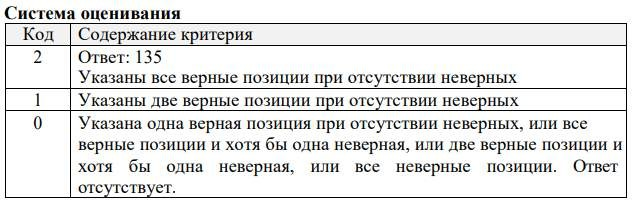 Система оценивания
Код Содержание критерия
2 Ответ: 135
Указаны все верные позиции при отсутствии неверных
1 Указаны две верные позиции при отсутствии неверных
0 Указана одна верная позиция при отсутствии неверных, или все
верные позиции и хотя бы одна неверная, или две верные позиции и
хотя бы одна неверная, или все неверные позиции. Ответ
отсутствует.